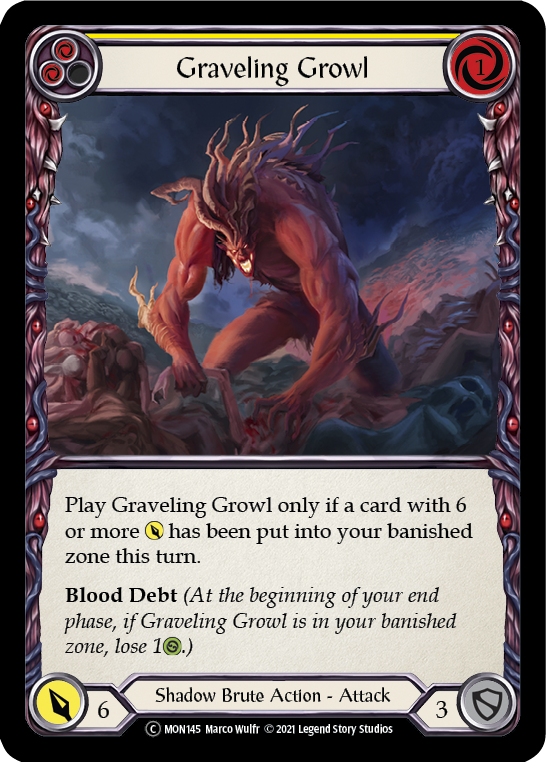 Graveling Growl
1
Play Graveling Growl only if a card with 6
or more has been put into your banished
zone this turn.
Blood Debt (At the beginning of your end
phase, if Graveling Growl is in your banished
zone, lose 1 .)
6
Shadow Brute Action - Attack
3
C MON145 Marco Wulfr © 2021 Legend Story Studios